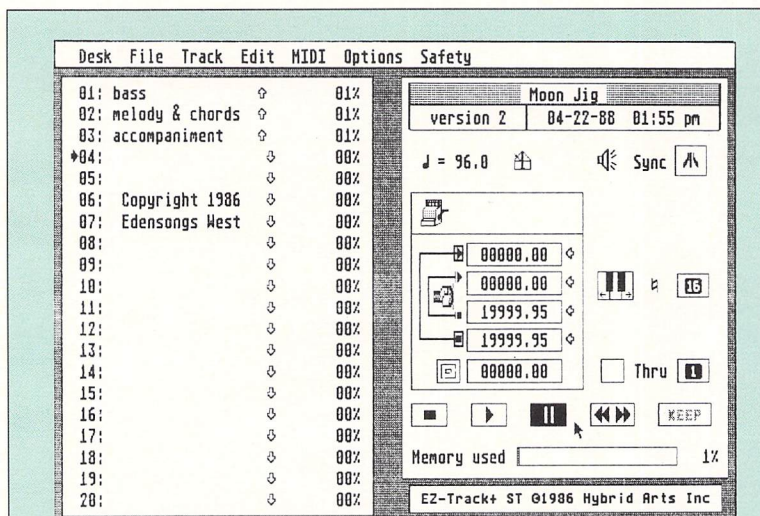 Desk File Track Edit MIDI Options Safety
01: bass ⇧ 01%
02: melody & chords ⇧ 01%
03: accompaniment ⇧ 01%
♦04: ⇩ 00%
05: ⇩ 00%
06: Copyright 1986 ⇩ 00%
07: Edensongs West ⇩ 00%
08: ⇩ 00%
09: ⇩ 00%
10: ⇩ 00%
11: ⇩ 00%
12: ⇩ 00%
13: ⇩ 00%
14: ⇩ 00%
15: ⇩ 00%
16: ⇩ 00%
17: ⇩ 00%
18: ⇩ 00%
19: ⇩ 00%
20: ⇩ 00%
Moon Jig
version 2 04-22-88 01:55 pm
♩ = 96.0 Sync
00000.00
00000.00
♮ 16
19999.95
19999.95
00000.00 Thru 1
KEEP
Memory used 1%
EZ-Track+ ST ©1986 Hybrid Arts Inc